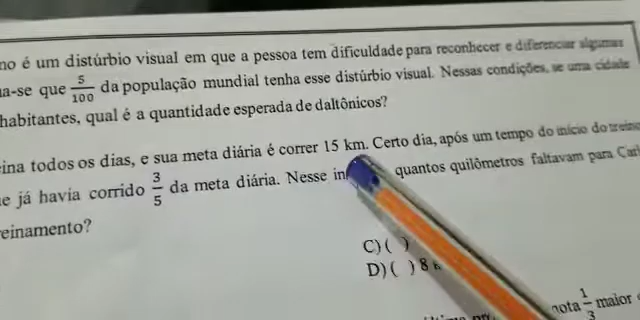 no é um distúrbio visual em que a pessoa tem dificuldade para reconhecer e diferenciar algumas
a-se que 5/100 da população mundial tenha esse distúrbio visual. Nessas condições, se uma cidade
habitantes, qual é a quantidade esperada de daltônicos?
ina todos os dias, e sua meta diária é correr 15 km. Certo dia, após um tempo do início do treino
e já havia corrido 3/5 da meta diária. Nesse in quantos quilômetros faltavam para Carl
einamento?
C) ( )
D) ( ) 8
nota 1/3 maior